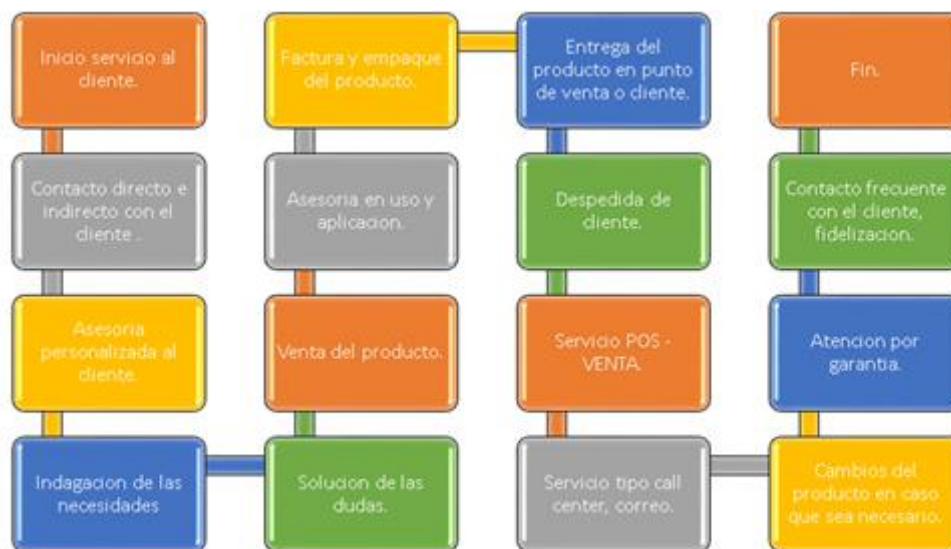 Inicio servicio al
cliente.
Contacto directo e
indirecto con el
cliente .
Asesoria
personalizada al
cliente.
Indagacion de las
necesidades
Solucion de las
dudas.
Venta del producto.
Asesoria en uso y
aplicacion.
Factura y empaque
del producto.
Entrega del
producto en punto
de venta o cliente.
Despedida de
cliente.
Servicio POS -
VENTA.
Servicio tipo call
center, correo.
Cambios del
producto en caso
que sea necesario.
Atencion por
garantia.
Contacto frecuente
con el cliente,
fidelizacion.
Fin.